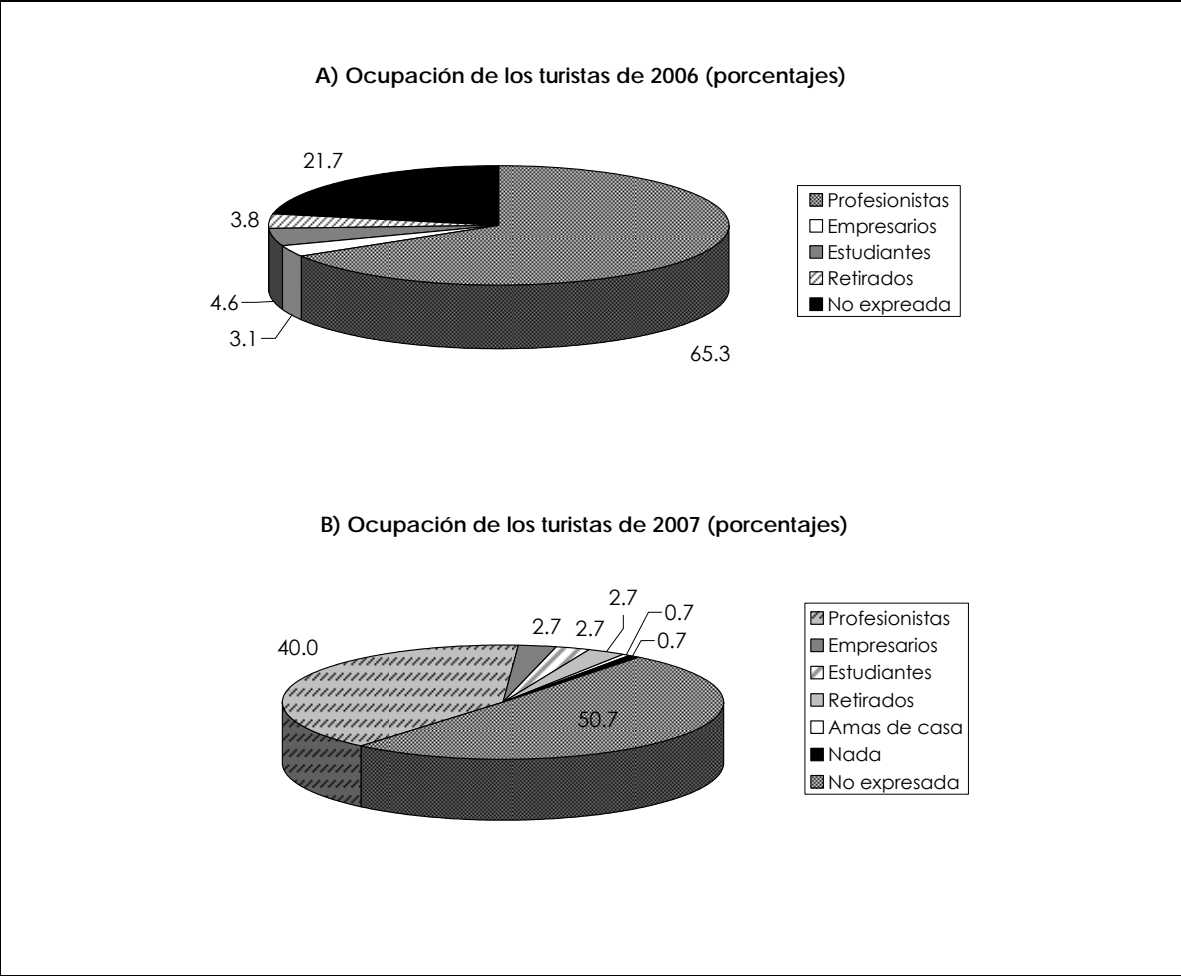 A) Ocupación de los turistas de 2006 (porcentajes)
21.7
3.8
4.6
3.1
65.3
Profesionistas
Empresarios
Estudiantes
Retirados
No expreada
B) Ocupación de los turistas de 2007 (porcentajes)
40.0
2.7
2.7
2.7
0.7
0.7
50.7
Profesionistas
Empresarios
Estudiantes
Retirados
Amas de casa
Nada
No expresada